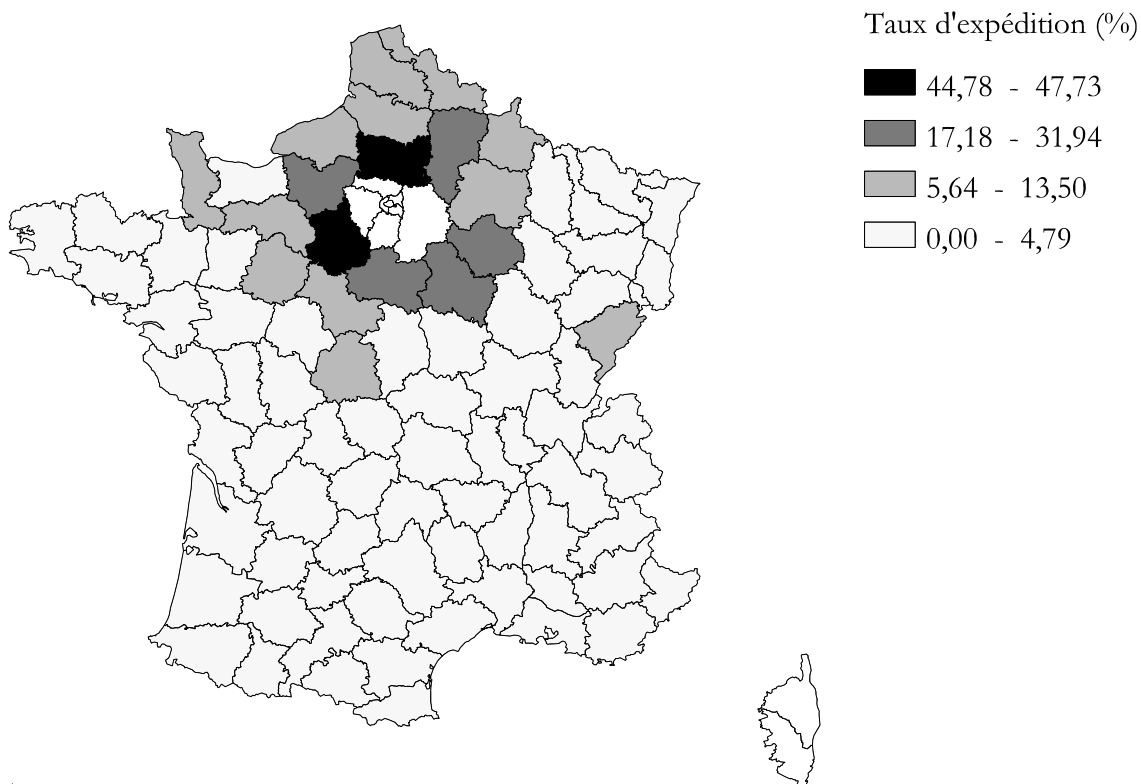 Taux d'expédition (%)
44,78 - 47,73
17,18 - 31,94
5,64 - 13,50
0,00 - 4,79